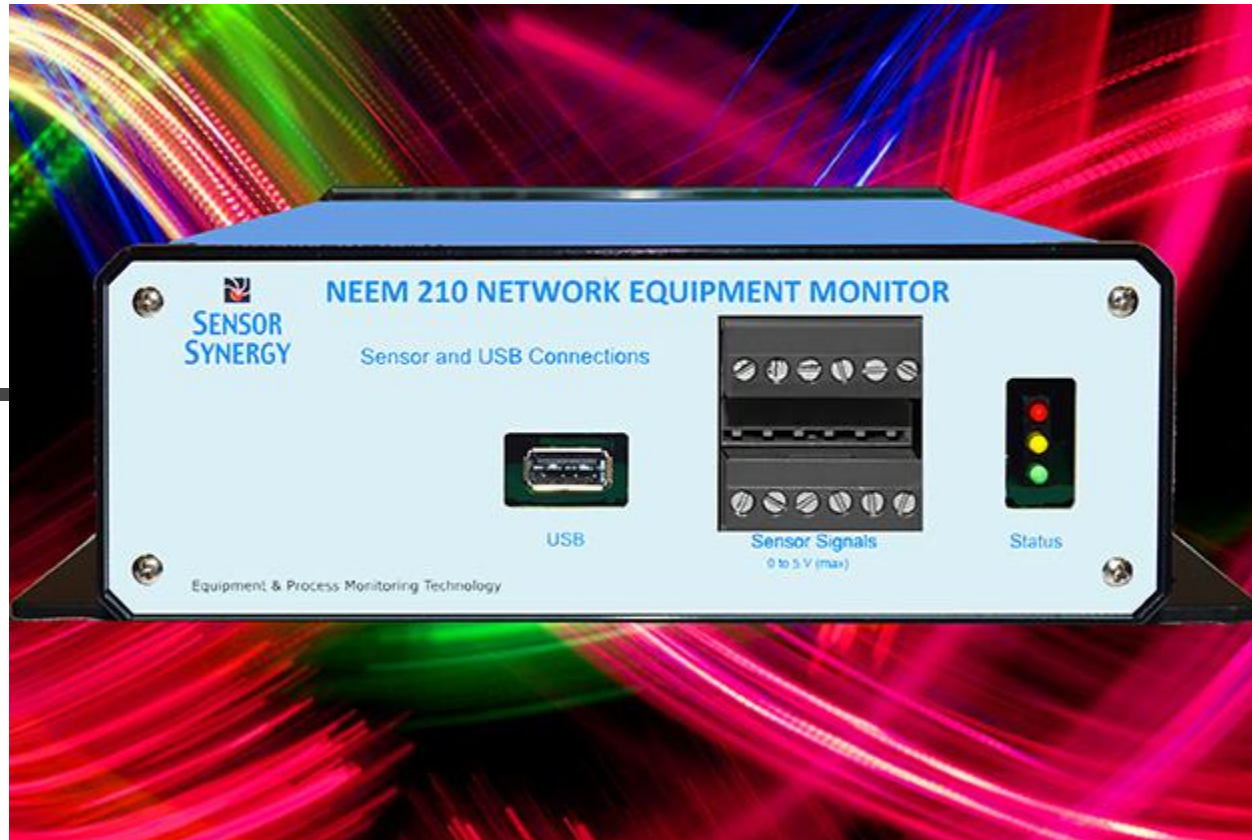 NEEM 210 NETWORK EQUIPMENT MONITOR
SENSOR
SYNERGY
Sensor and USB Connections
USB
Sensor Signals
0 to 5 V (max)
Status
Equipment & Process Monitoring Technology